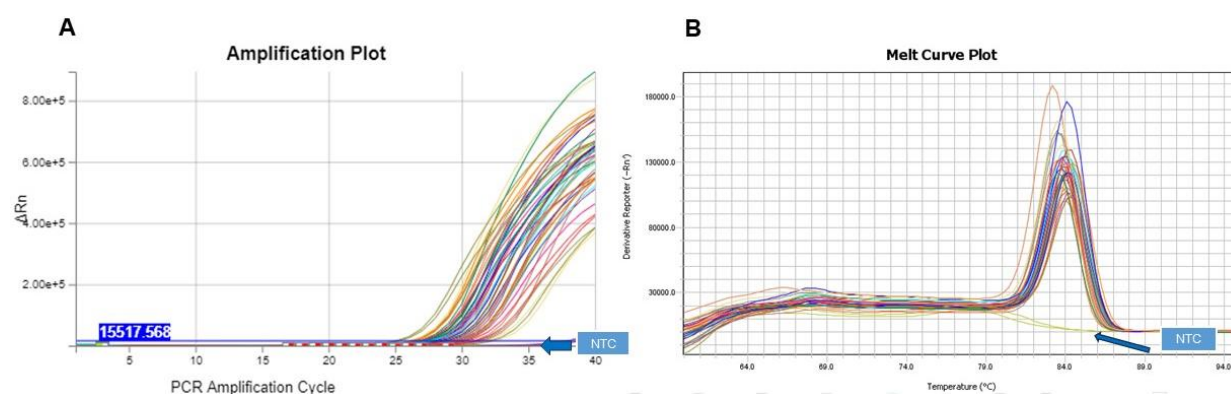 A
Amplification Plot
8.00e+5
6.00e+5
4.00e+5
2.00e+5
ΔRn
15517.568
NTC
5 10 15 20 25 30 35 40
PCR Amplification Cycle
B
Melt Curve Plot
180000.0
130000.0
80000.0
30000.0
Derivative Reporter (-Rn')
NTC
64.0 69.0 74.0 79.0 84.0 89.0 94.0
Temperature (°C)